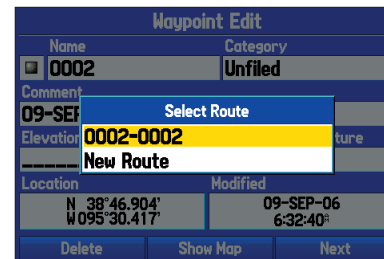 Waypoint Edit
Name Category
0002 Unfiled
Comment
09-SEP
Select Route
Elevation 0002-0002 ture
New Route
Location Modified
N 38°46.904' 09-SEP-06
W095°30.417' 6:32:40
Delete Show Map Next